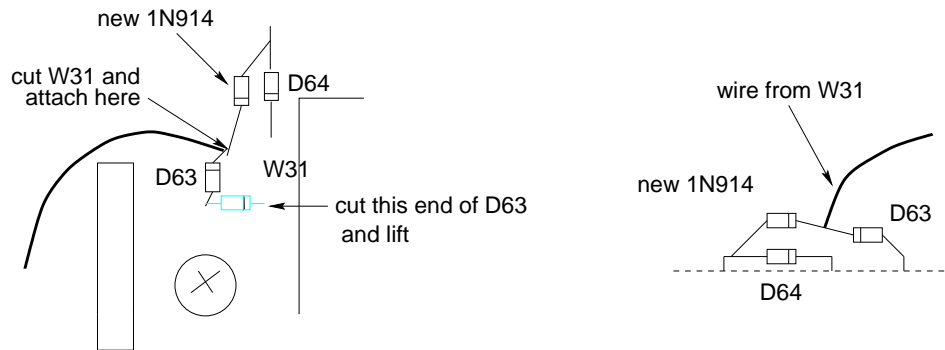 new 1N914
cut W31 and
attach here
D64
D63
W31
cut this end of D63
and lift
wire from W31
new 1N914
D63
D64